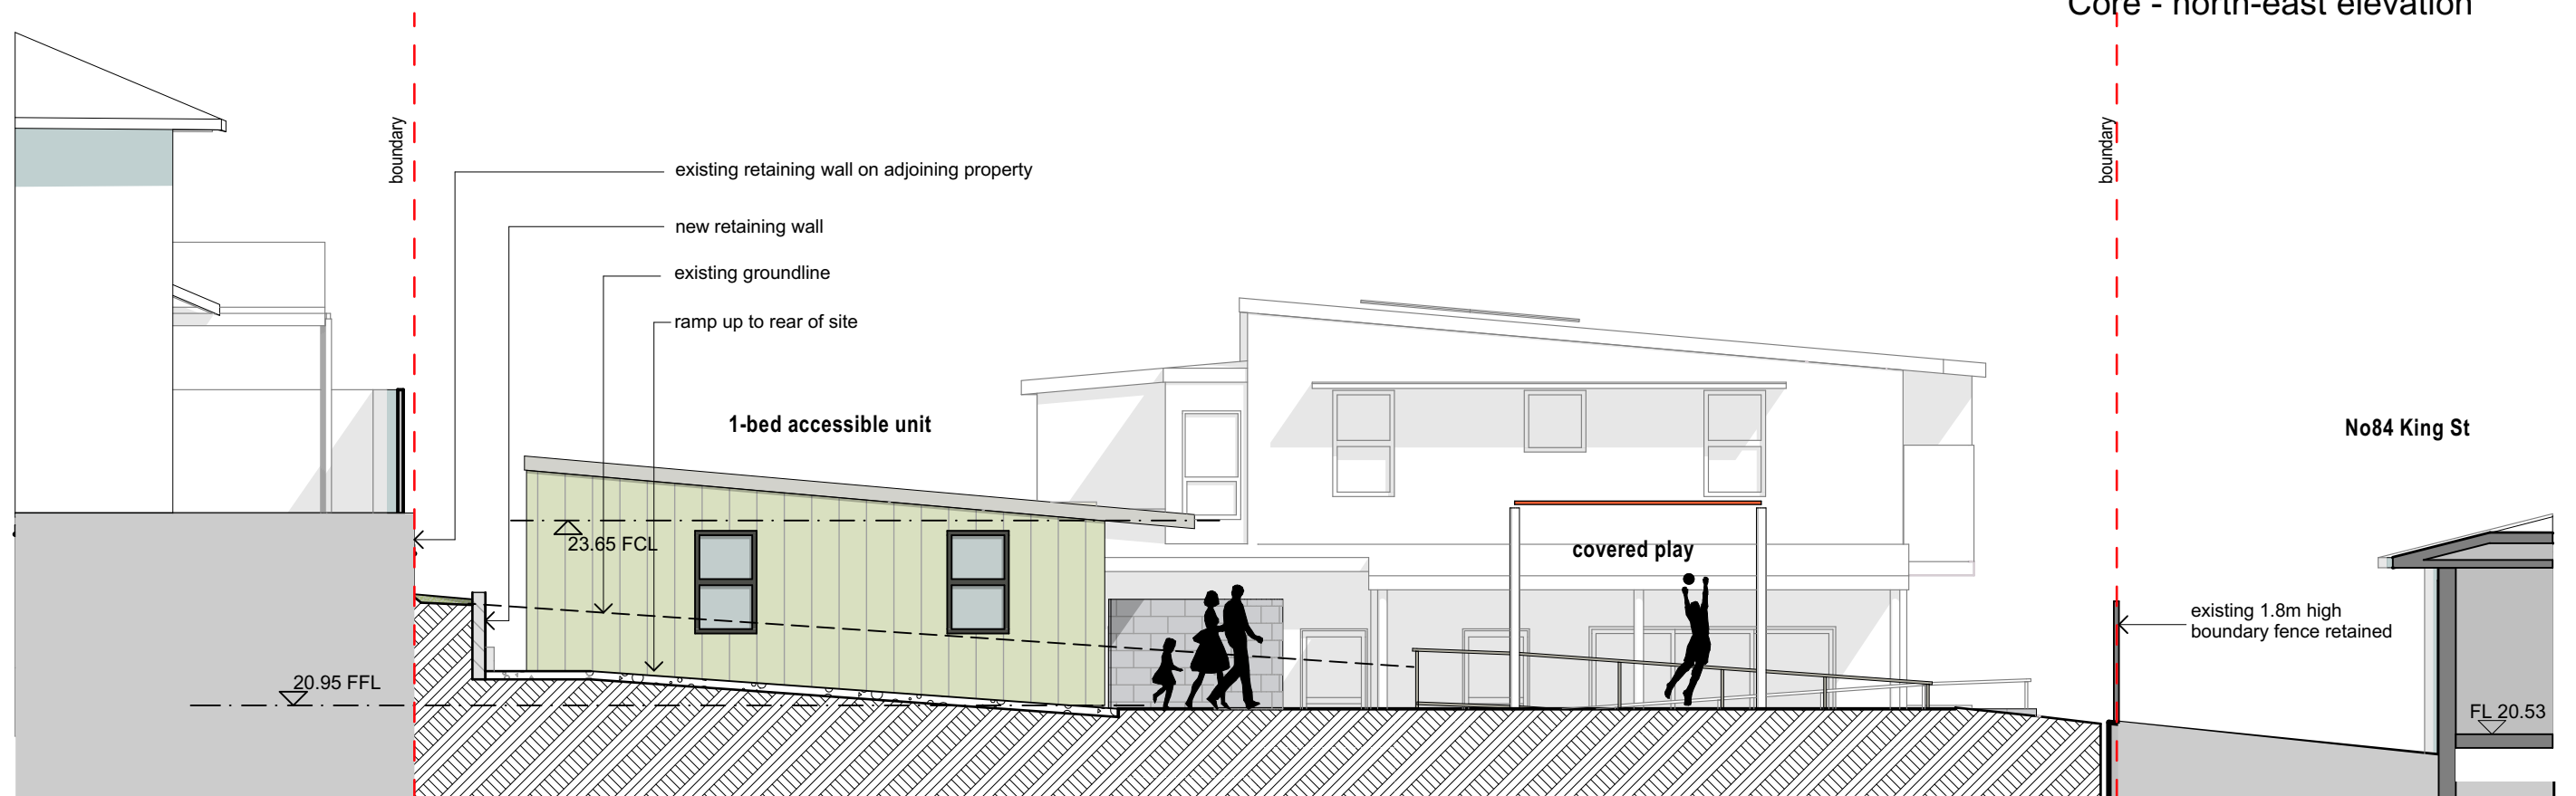 Core - north-east elevation
boundary
boundary
existing retaining wall on adjoining property
new retaining wall
existing groundline
ramp up to rear of site
1-bed accessible unit
No84 King St
23.65 FCL
covered play
existing 1.8m high
boundary fence retained
20.95 FFL
FL 20.53